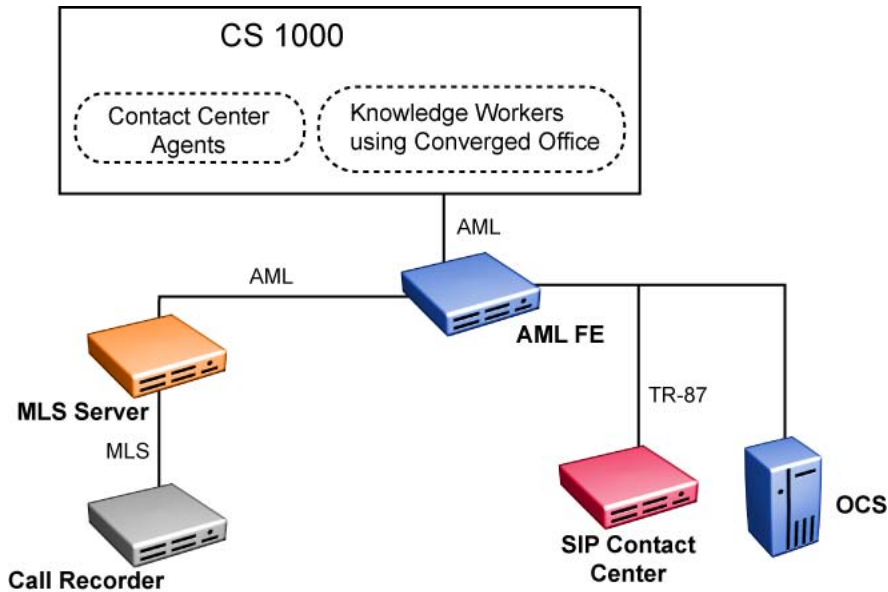 CS 1000
Contact Center
Agents
Knowledge Workers
using Converged Office
AML
AML
AML FE
MLS Server
TR-87
MLS
OCS
SIP Contact
Center
Call Recorder